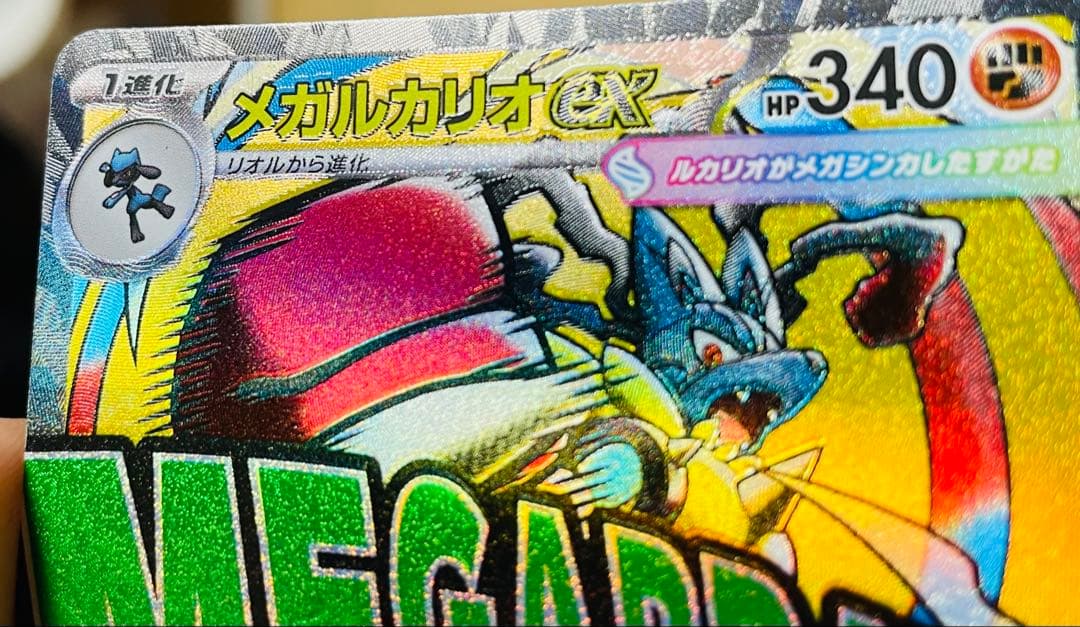 1進化
メガルカリオex
HP340
リオルから進化
ルカリオがメガシンカしたすがた
MEGABR